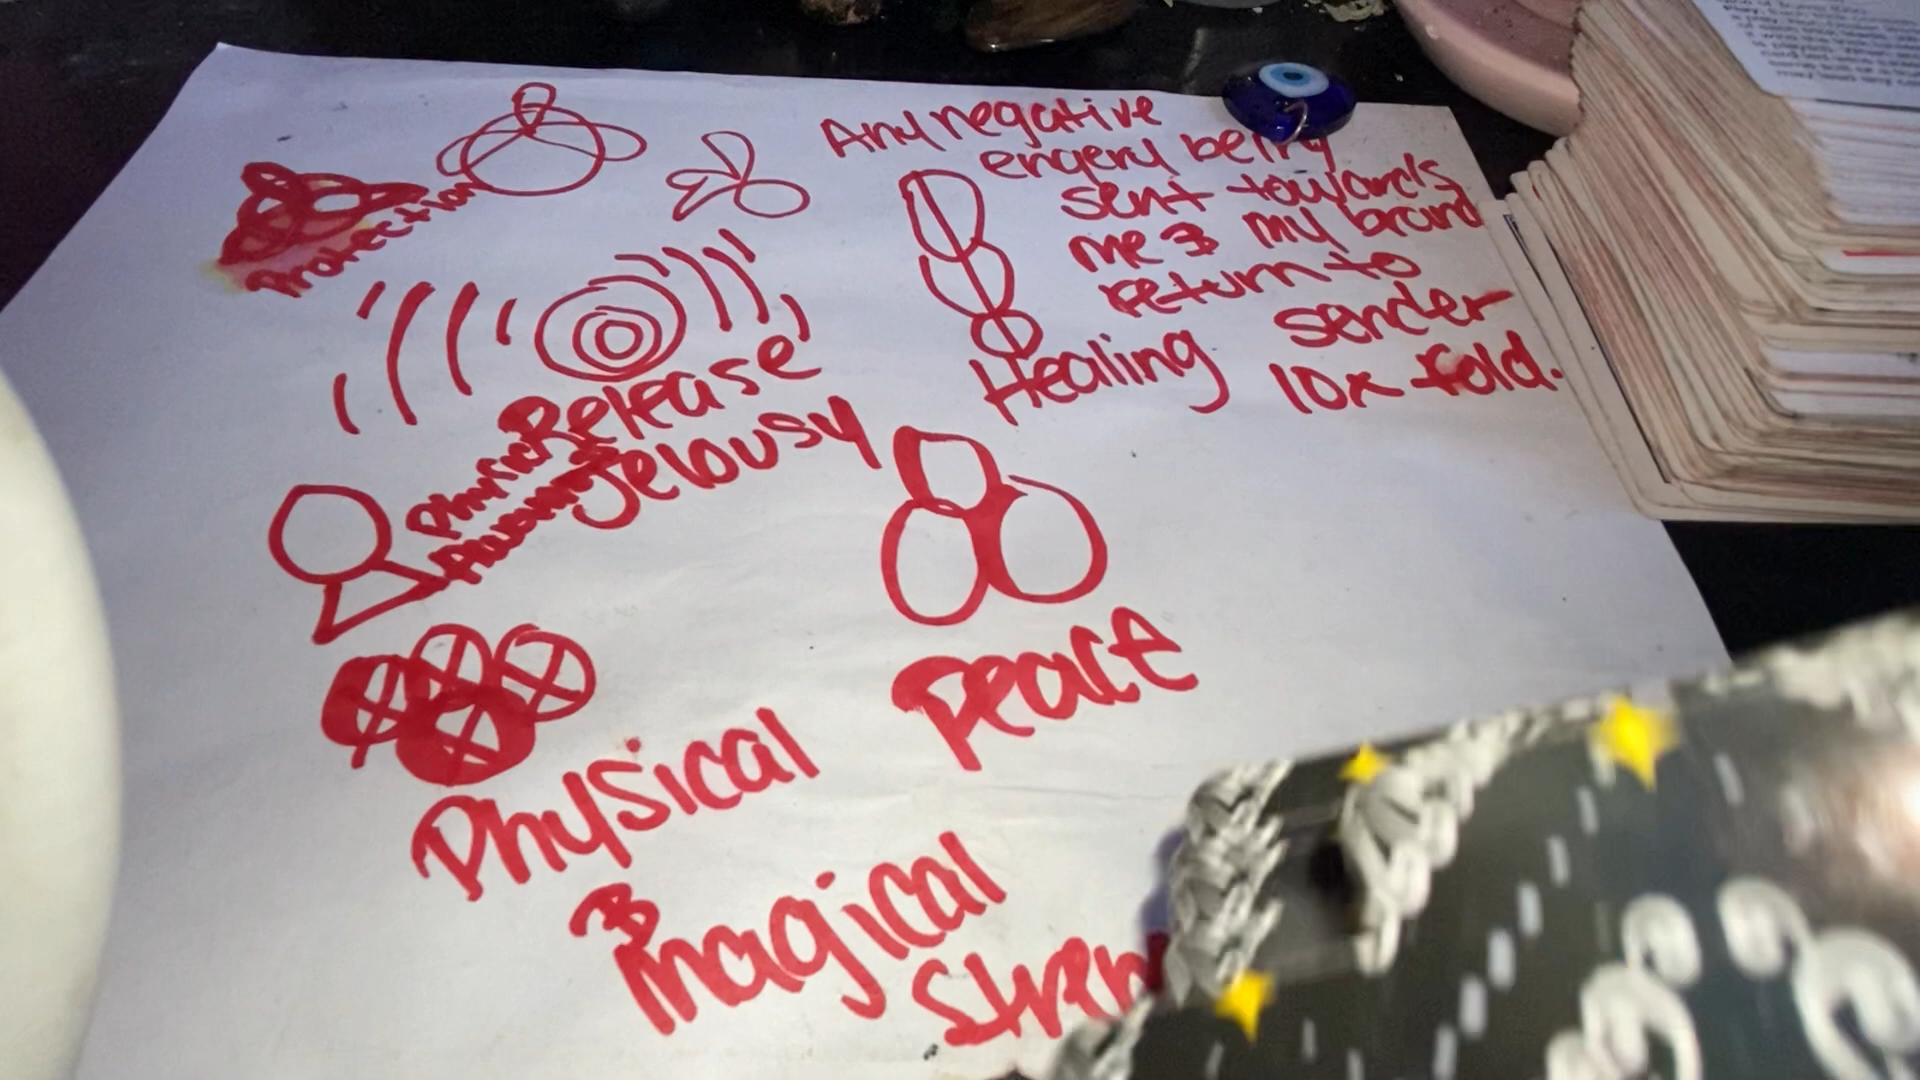 Any negative
engery being
sent towards
me & my brand
return to
sender
10x fold.
Protection
Healing
Release
Jelousy
Peace
Physical
&
magical